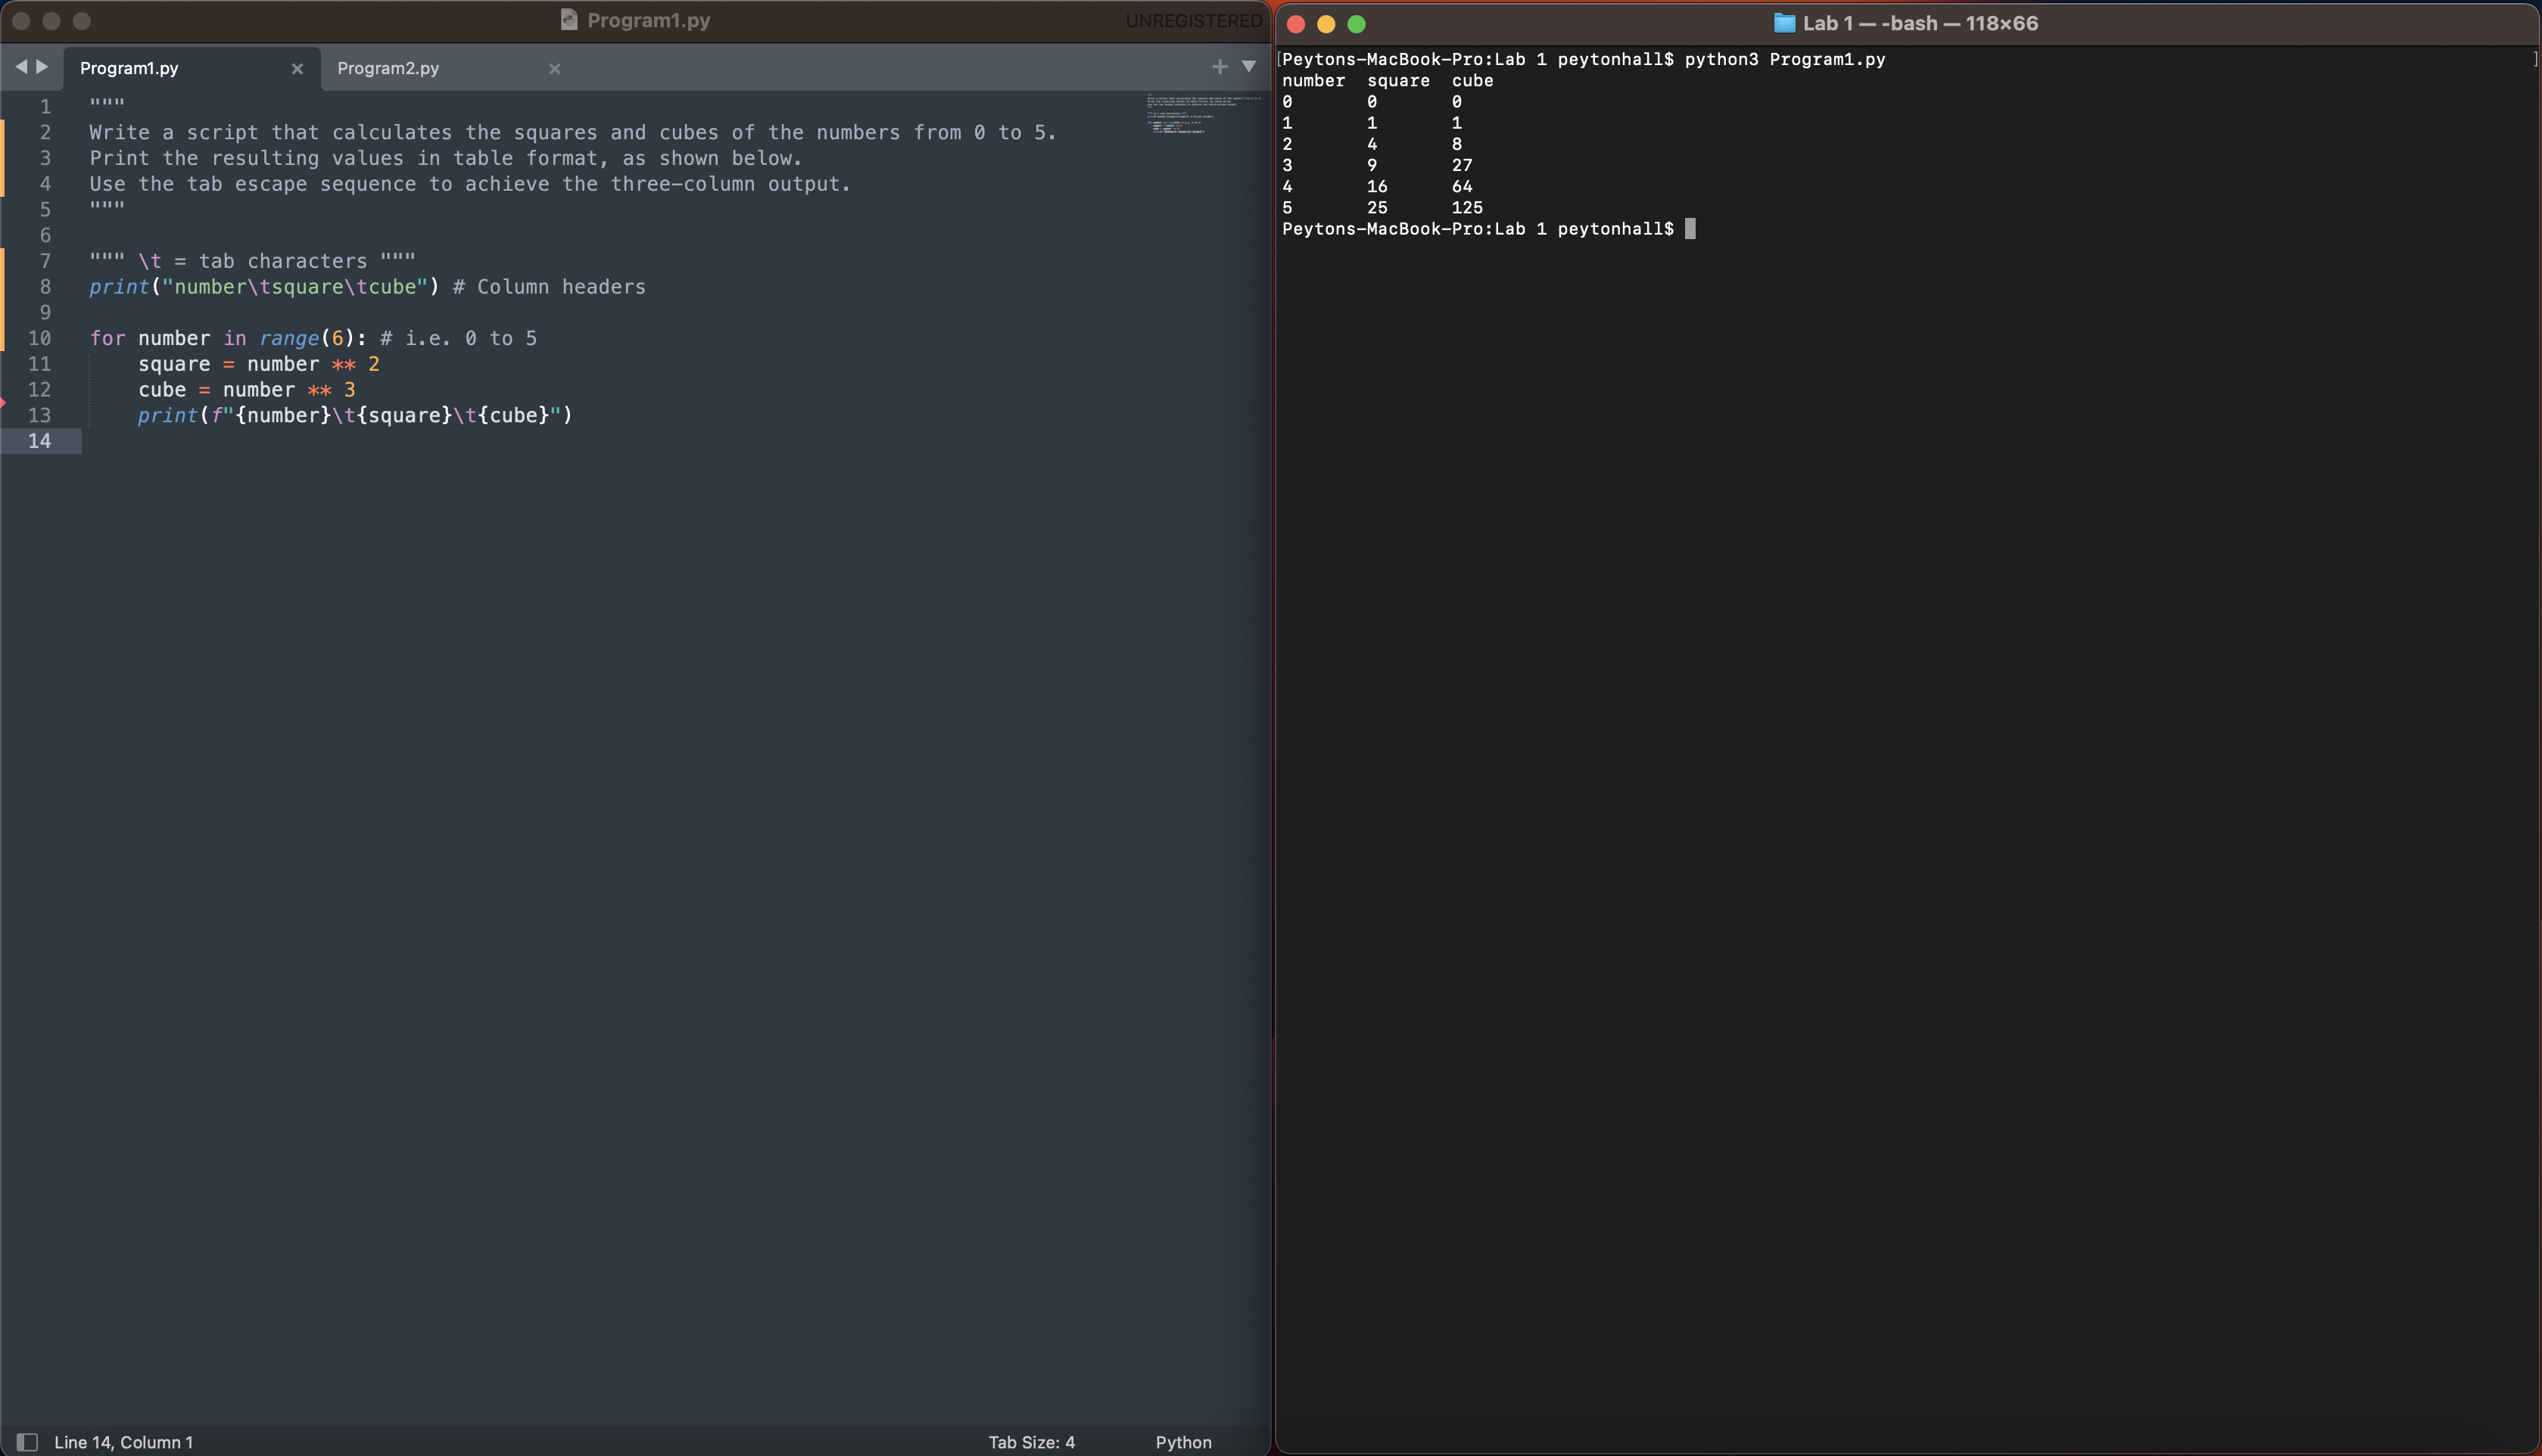 Program1.py
UNREGISTERED
Program1.py
Program2.py
1 """
2 Write a script that calculates the squares and cubes of the numbers from 0 to 5.
3 Print the resulting values in table format, as shown below.
4 Use the tab escape sequence to achieve the three-column output.
5 """
6
7 """ \t = tab characters """
8 print("number\tsquare\tcube") # Column headers
9
10 for number in range(6): # i.e. 0 to 5
11     square = number ** 2
12     cube = number ** 3
13     print(f"{number}\t{square}\t{cube}")
14
Line 14, Column 1
Tab Size: 4
Python
Lab 1 — -bash — 118×66
[Peytons-MacBook-Pro:Lab 1 peytonhall$ python3 Program1.py ]
number  square  cube
0       0       0
1       1       1
2       4       8
3       9       27
4       16      64
5       25      125
Peytons-MacBook-Pro:Lab 1 peytonhall$